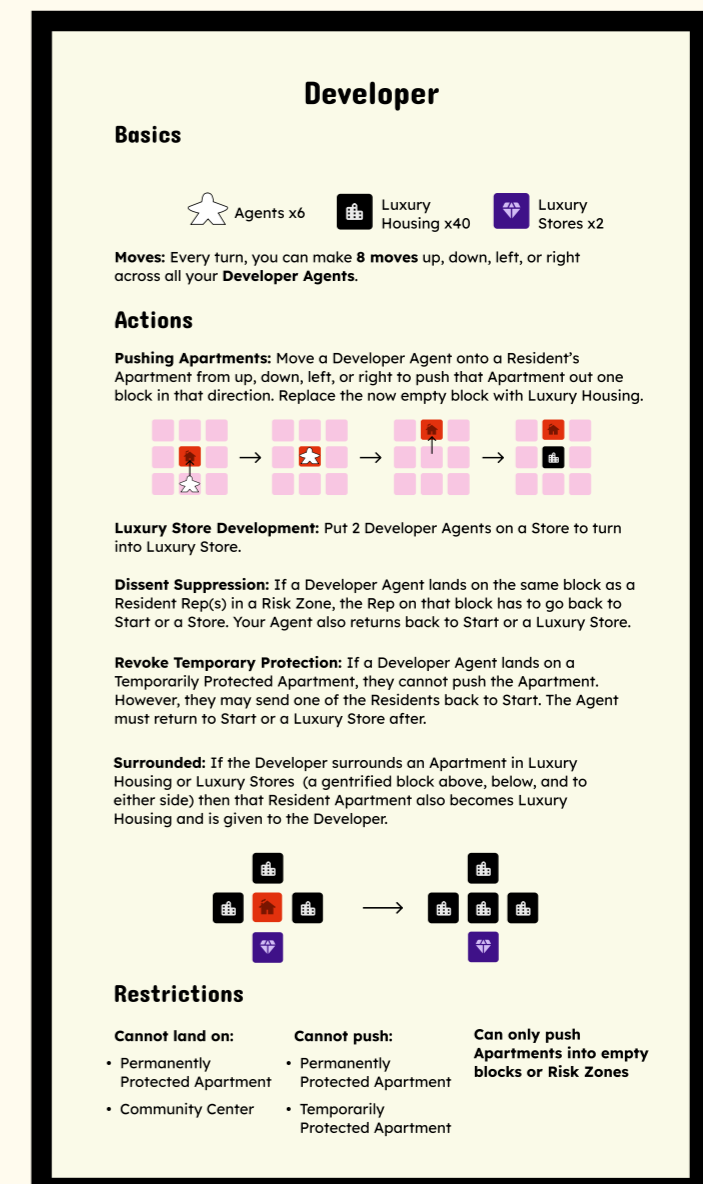 Developer
Basics
Agents x6
Luxury
Housing x40
Luxury
Stores x2
Moves: Every turn, you can make 8 moves up, down, left, or right
across all your Developer Agents.
Actions
Pushing Apartments: Move a Developer Agent onto a Resident's
Apartment from up, down, left, or right to push that Apartment out one
block in that direction. Replace the now empty block with Luxury Housing.
Luxury Store Development: Put 2 Developer Agents on a Store to turn
into Luxury Store.
Dissent Suppression: If a Developer Agent lands on the same block as a
Resident Rep(s) in a Risk Zone, the Rep on that block has to go back to
Start or a Store. Your Agent also returns back to Start or a Luxury Store.
Revoke Temporary Protection: If a Developer Agent lands on a
Temporarily Protected Apartment, they cannot push the Apartment.
However, they may send one of the Residents back to Start. The Agent
must return to Start or a Luxury Store after.
Surrounded: If the Developer surrounds an Apartment in Luxury
Housing or Luxury Stores (a gentrified block above, below, and to
either side) then that Resident Apartment also becomes Luxury
Housing and is given to the Developer.
Restrictions
Cannot land on:
• Permanently
Protected Apartment
• Community Center
Cannot push:
• Permanently
Protected Apartment
• Temporarily
Protected Apartment
Can only push
Apartments into empty
blocks or Risk Zones